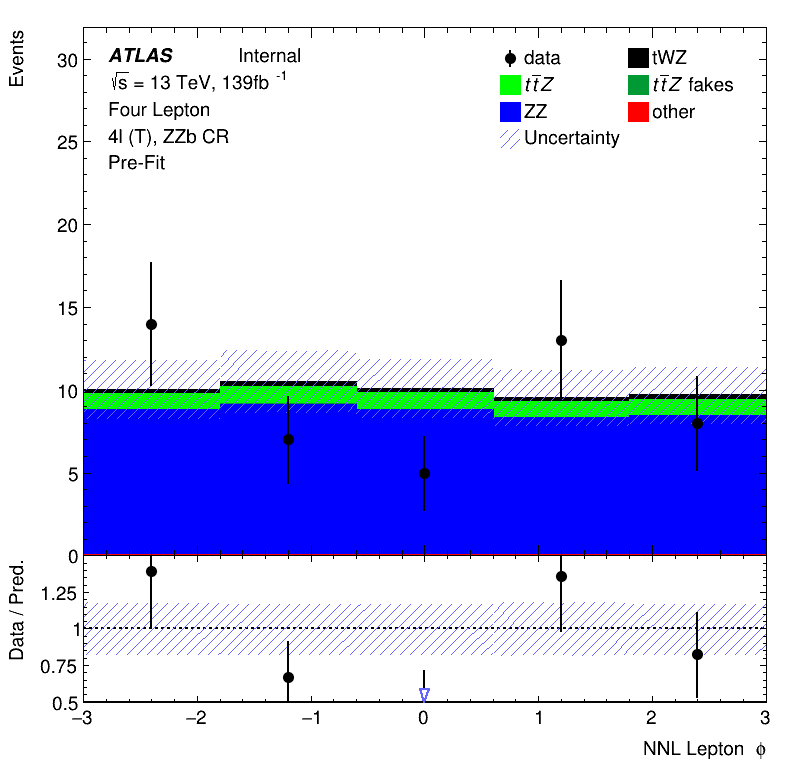 Events
30
25
20
15
10
5
0
ATLAS Internal
√s = 13 TeV, 139fb⁻¹
Four Lepton
4l (T), ZZb CR
Pre-Fit
data
tt̄Z
ZZ
Uncertainty
tWZ
tt̄Z fakes
other
Data / Pred.
1.25
1
0.75
0.5
−3 −2 −1 0 1 2 3
NNL Lepton ϕ